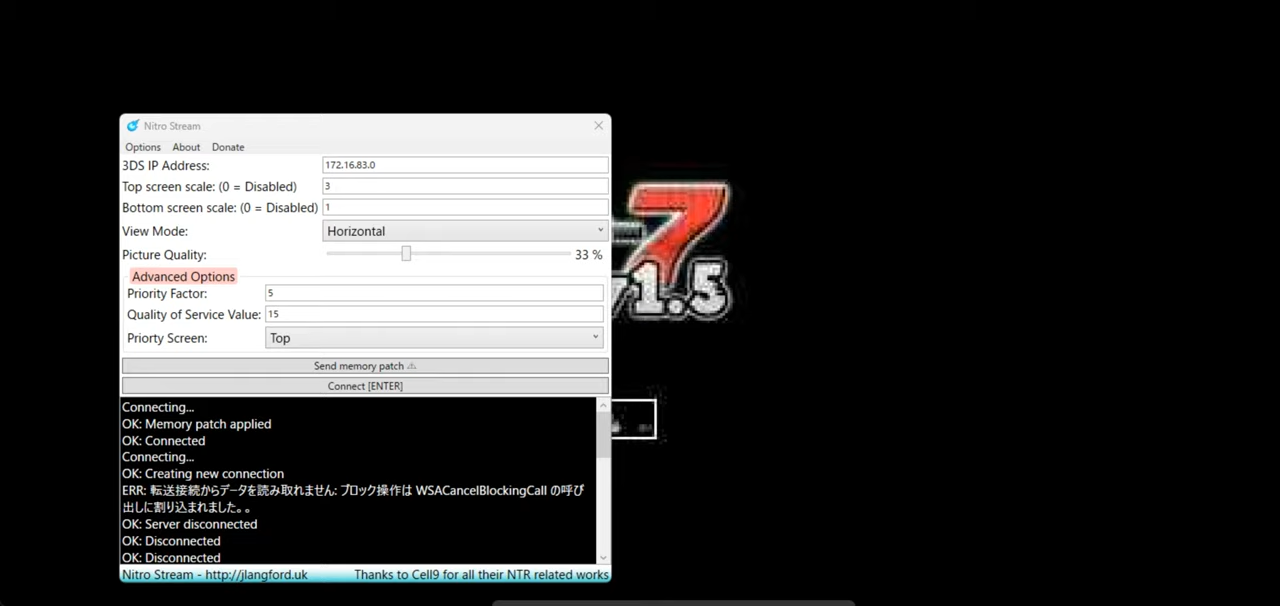 Nitro Stream
Options About Donate
3DS IP Address: 172.16.83.0
Top screen scale: (0 = Disabled) 3
Bottom screen scale: (0 = Disabled) 1
View Mode: Horizontal
Picture Quality: 33 %
Advanced Options
Priority Factor: 5
Quality of Service Value: 15
Priorty Screen: Top
Send memory patch ⚠
Connect [ENTER]
Connecting...
OK: Memory patch applied
OK: Connected
Connecting...
OK: Creating new connection
ERR: 転送接続からデータを読み取れません: ブロック操作は WSACancelBlockingCall の呼び
出しに割り込まれました。。
OK: Server disconnected
OK: Disconnected
OK: Disconnected
Nitro Stream - http://jlangford.uk Thanks to Cell9 for all their NTR related works
7
v1.5